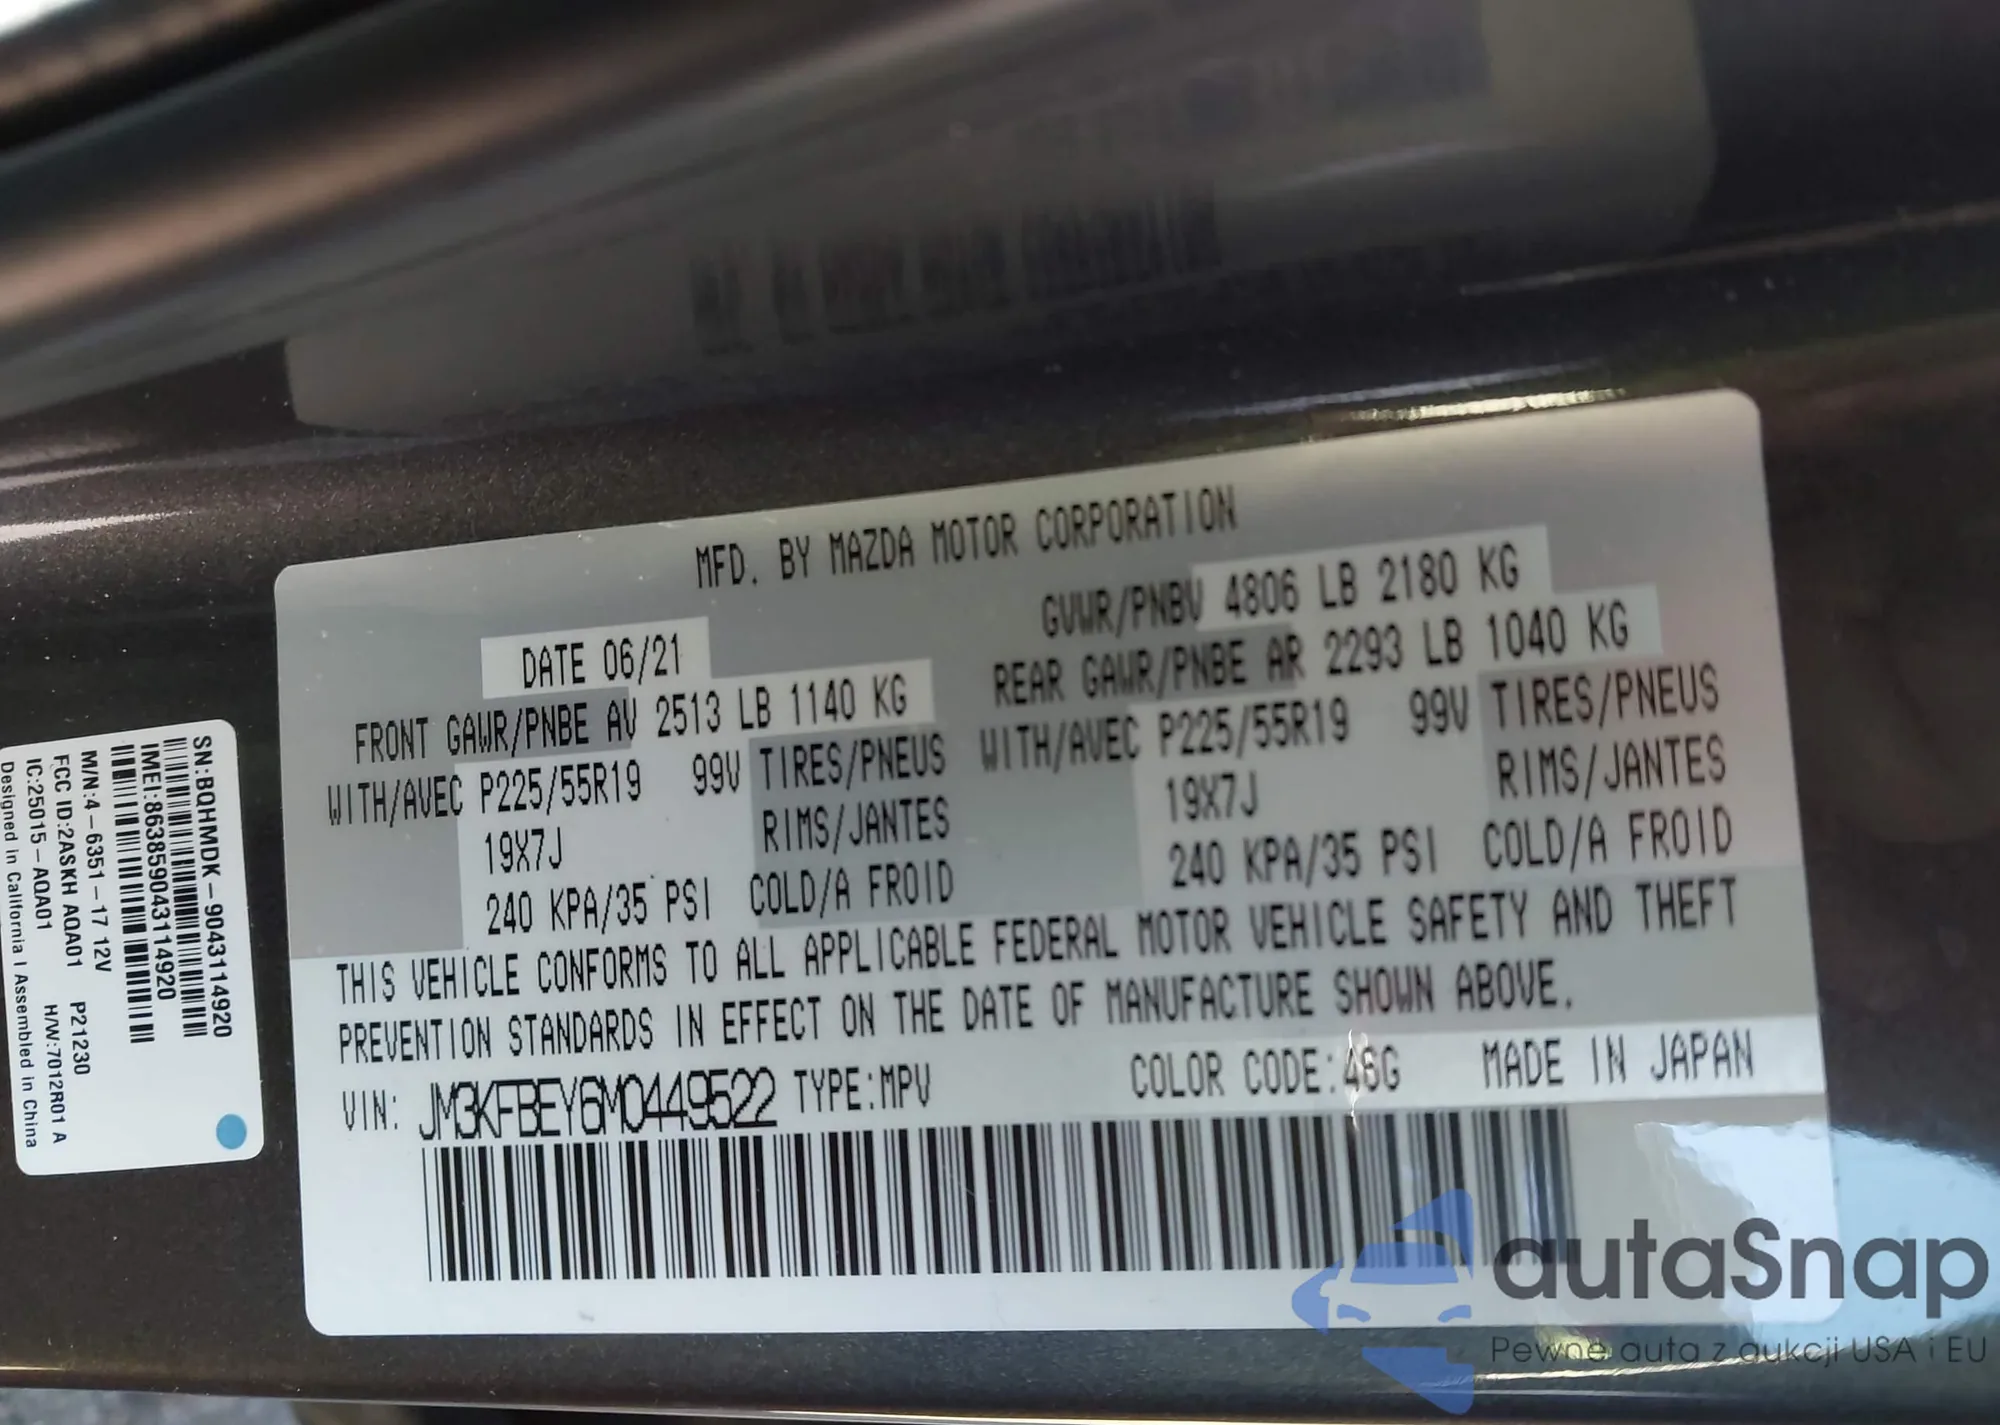 MFD. BY MAZDA MOTOR CORPORATION
DATE 06/21
GVWR/PNBV 4806 LB 2180 KG
FRONT GAWR/PNBE AV 2513 LB 1140 KG
REAR GAWR/PNBE AR 2293 LB 1040 KG
WITH/AVEC P225/55R19 99V TIRES/PNEUS
WITH/AVEC P225/55R19 99V TIRES/PNEUS
19X7J RIMS/JANTES
19X7J RIMS/JANTES
240 KPA/35 PSI COLD/A FROID
240 KPA/35 PSI COLD/A FROID
THIS VEHICLE CONFORMS TO ALL APPLICABLE FEDERAL MOTOR VEHICLE SAFETY AND THEFT
PREVENTION STANDARDS IN EFFECT ON THE DATE OF MANUFACTURE SHOWN ABOVE.
VIN: JM3KFBEY6M0449522 TYPE:MPV COLOR CODE:46G MADE IN JAPAN
SN:BQHMDK-9043114920
IMEI:863859043114920
M/N:4-6351-17 12V P21230
FCC ID:2ASKH AQA01 H/W:7012R01 A
IC:25015-AQA01
Designed in California | Assembled in China
autaSnap
Pewne auta z aukcji USA i EU